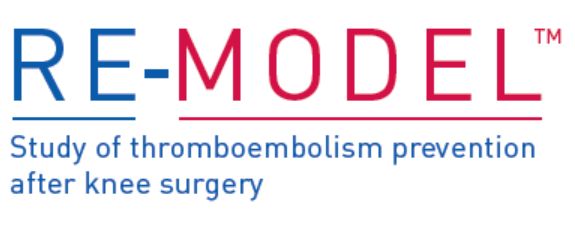 RE-MODEL™
Study of thromboembolism prevention
after knee surgery